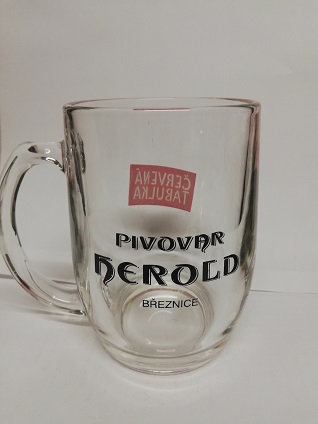 ČERVENÁ
TABULKA
PIVOVAR
HEROLD
BŘEZNICE